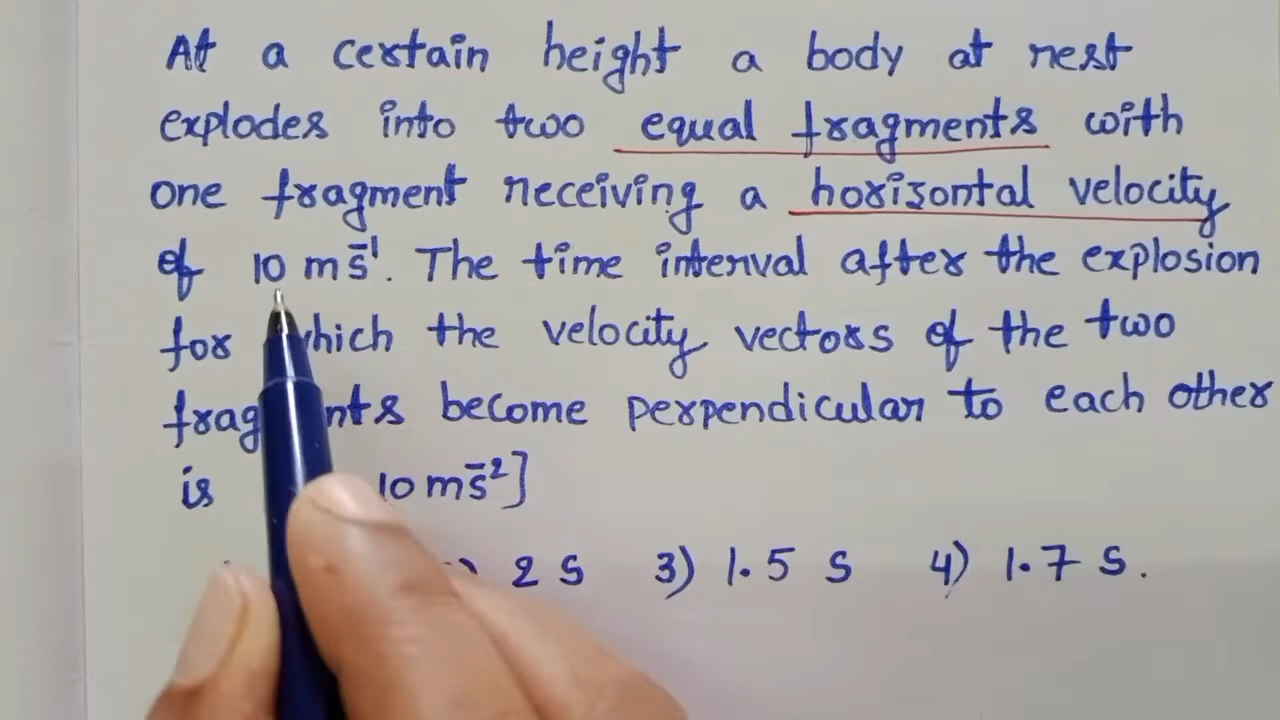 At a certain height a body at rest
explodes into two equal fragments with
one fragment receiving a horizontal velocity
of 10 m s̄¹. The time interval after the explosion
for which the velocity vectors of the two
fragments become perpendicular to each other
is 10 m s̄²]
2 s 3) 1.5 s 4) 1.7 s.